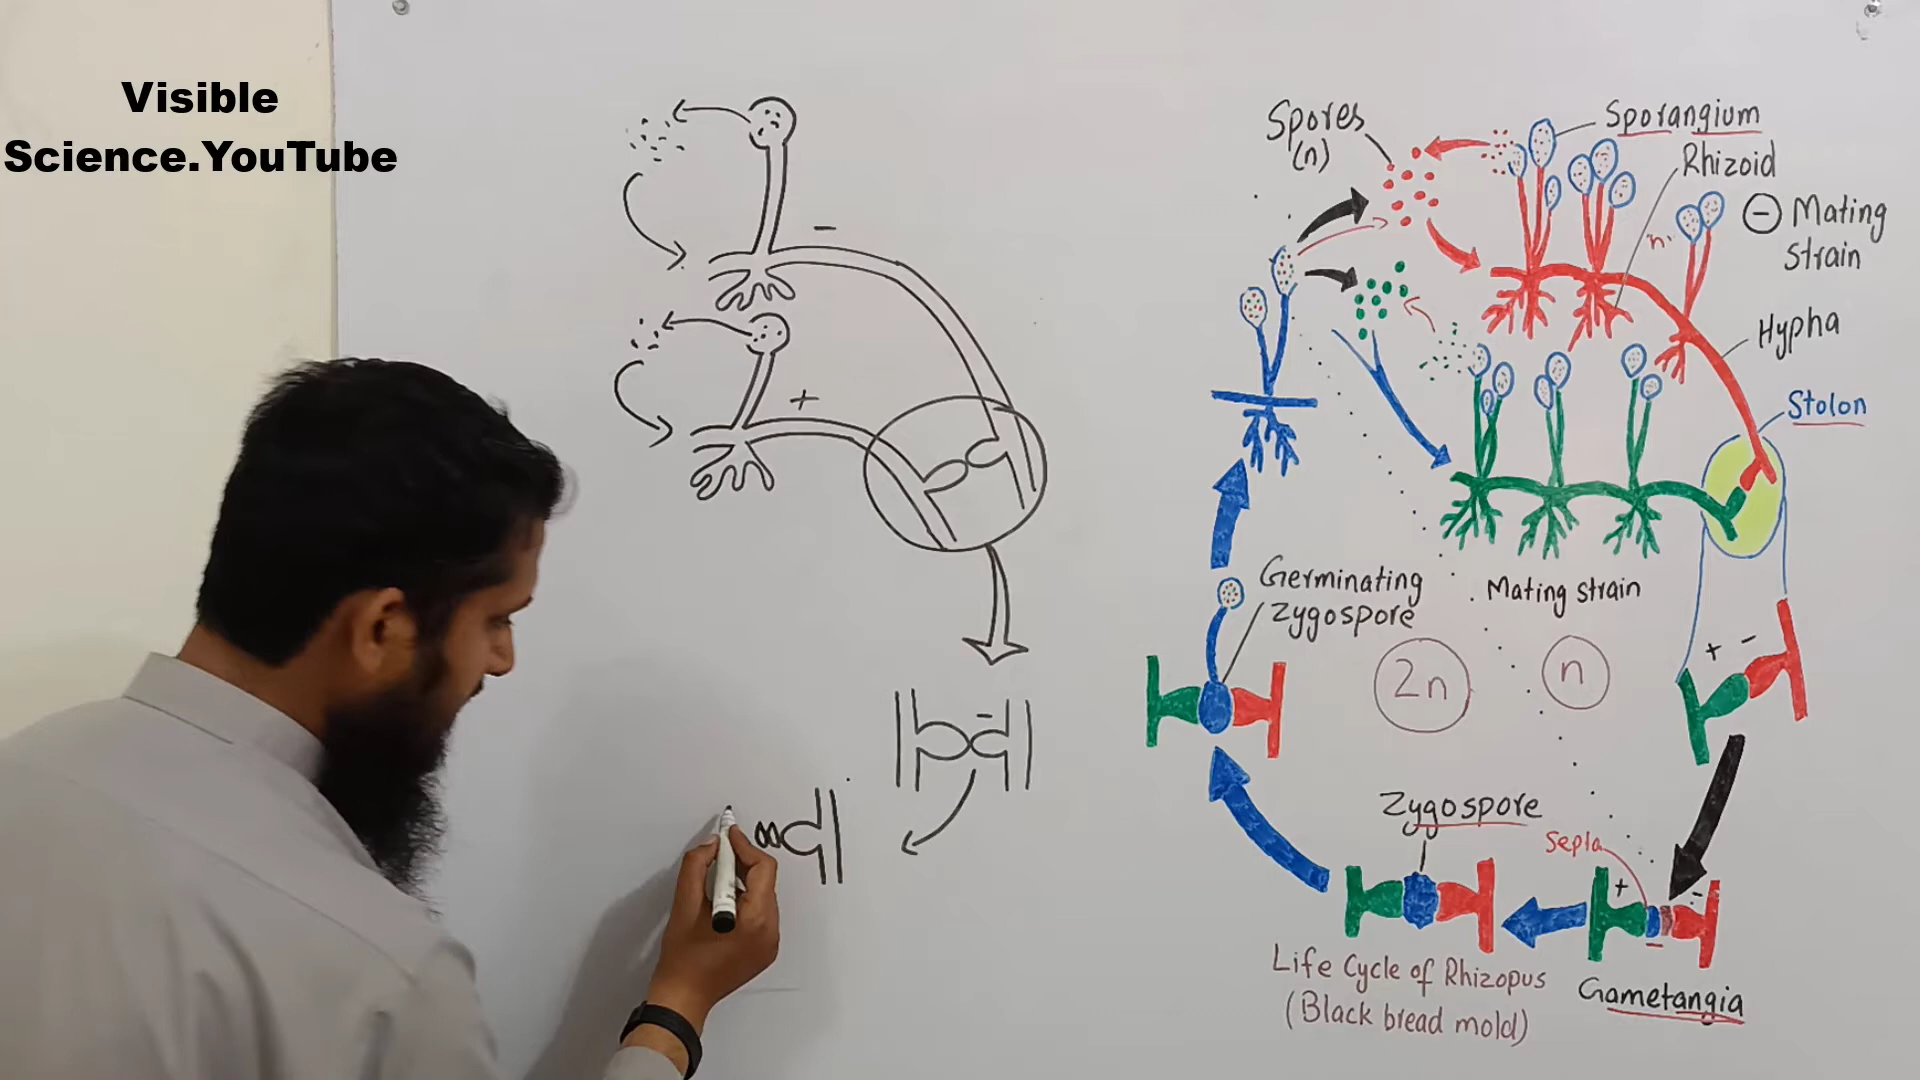 Visible
Science.YouTube
-
+
-
Spores
(n)
Sporangium
Rhizoid
- Mating
strain
n
Hypha
Stolon
Germinating
Zygospore
Mating strain
2n
n
+ -
Zygospore
Septa
+ -
Life Cycle of Rhizopus
(Black bread mold)
Gametangia